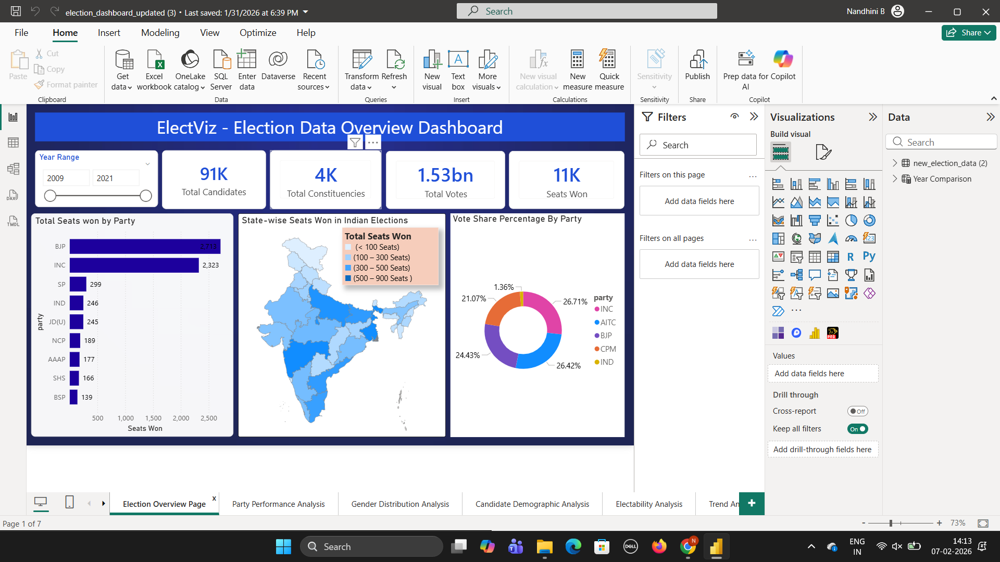 election_dashboard_updated (3) • Last saved: 1/31/2026 at 6:39 PM
Search
Nandhini B
File
Home
Insert
Modeling
View
Optimize
Help
Share
Paste
Cut
Copy
Format painter
Clipboard
Get data
Excel workbook
OneLake catalog
SQL Server
Enter data
Dataverse
Recent sources
Data
Transform data
Refresh
Queries
New visual
Text box
More visuals
Insert
New visual calculation
New measure
Quick measure
Calculations
Sensitivity
Sensitivity
Publish
Share
Prep data for AI
Copilot
Copilot
ElectViz - Election Data Overview Dashboard
Year Range
2009
2021
91K
Total Candidates
4K
Total Constituencies
1.53bn
Total Votes
11K
Seats Won
Total Seats won by Party
party
BJP 2,713
INC 2,323
SP 299
IND 246
JD(U) 245
NCP 189
AAAP 177
SHS 166
BSP 139
500 1,000 1,500 2,000 2,500
Seats Won
State-wise Seats Won in Indian Elections
Total Seats Won
(< 100 Seats)
(100 – 300 Seats)
(300 – 500 Seats)
(500 – 900 Seats )
Vote Share Percentage By Party
1.36%
21.07%
26.71%
24.43%
26.42%
party
INC
AITC
BJP
CPM
IND
Filters
Search
Filters on this page
Add data fields here
Filters on all pages
Add data fields here
Visualizations
Build visual
123
R
Py
PRO
Values
Add data fields here
Drill through
Cross-report
Off
Keep all filters
On
Add drill-through fields here
Data
Search
new_election_data (2)
Year Comparison
DAX
TMDL
Election Overview Page
x
Party Performance Analysis
Gender Distribution Analysis
Candidate Demographic Analysis
Electability Analysis
Trend An
+
Page 1 of 7
- + 73%
Search
DELL
N
ENG
IN
14:13
07-02-2026